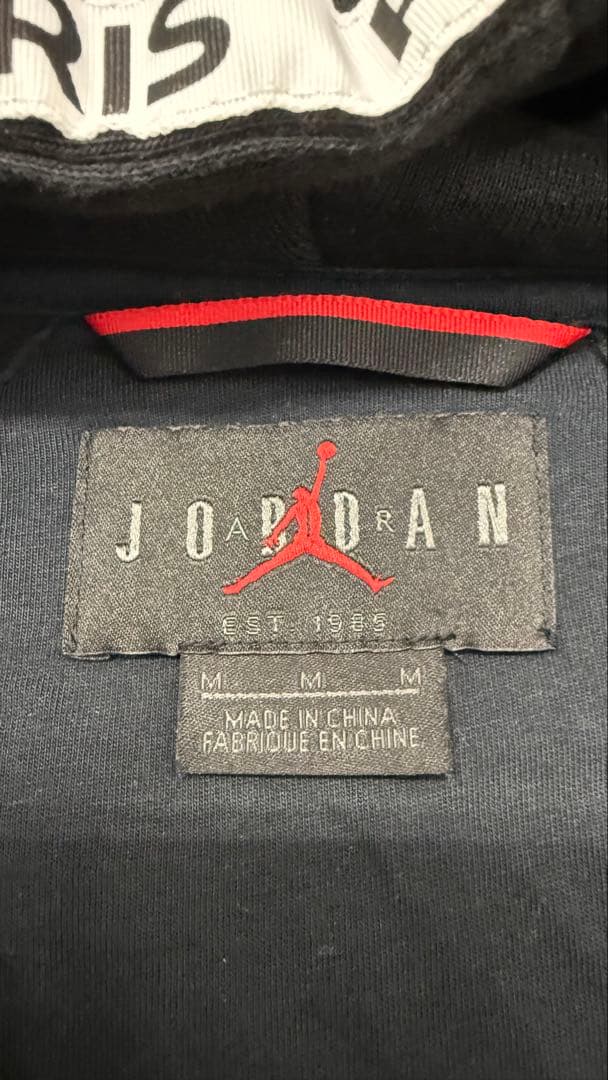 RIS
JORDAN
AIR
EST. 1985
M M M
MADE IN CHINA
FABRIQUE EN CHINE